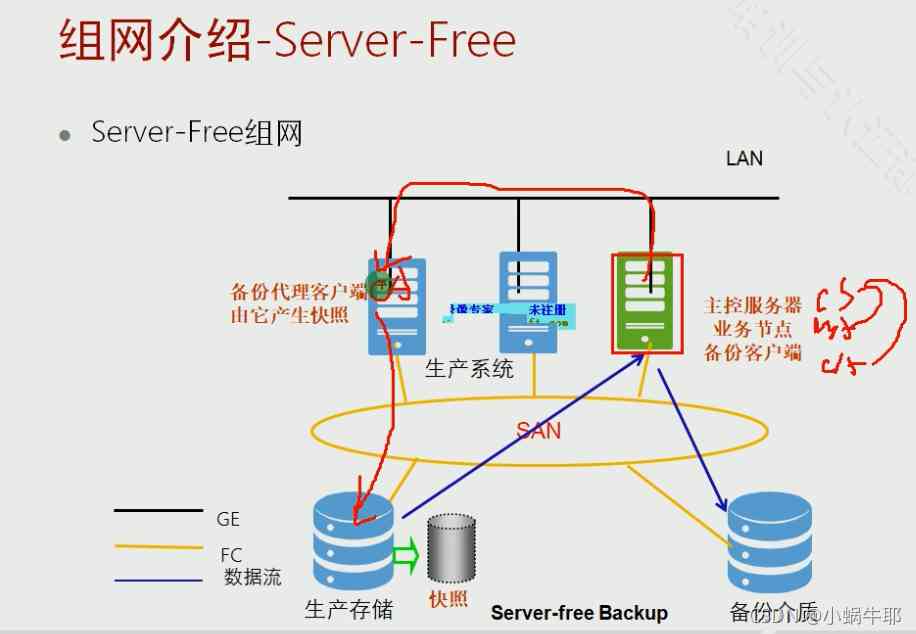 组网介绍-Server-Free
Server-Free组网
LAN
备份代理客户端
由它产生快照
未注册
生产系统
主控服务器
业务节点
备份客户端
SAN
GE
FC
数据流
生产存储
快照
Server-free Backup
备份介质
CSDN @小蜗牛耶